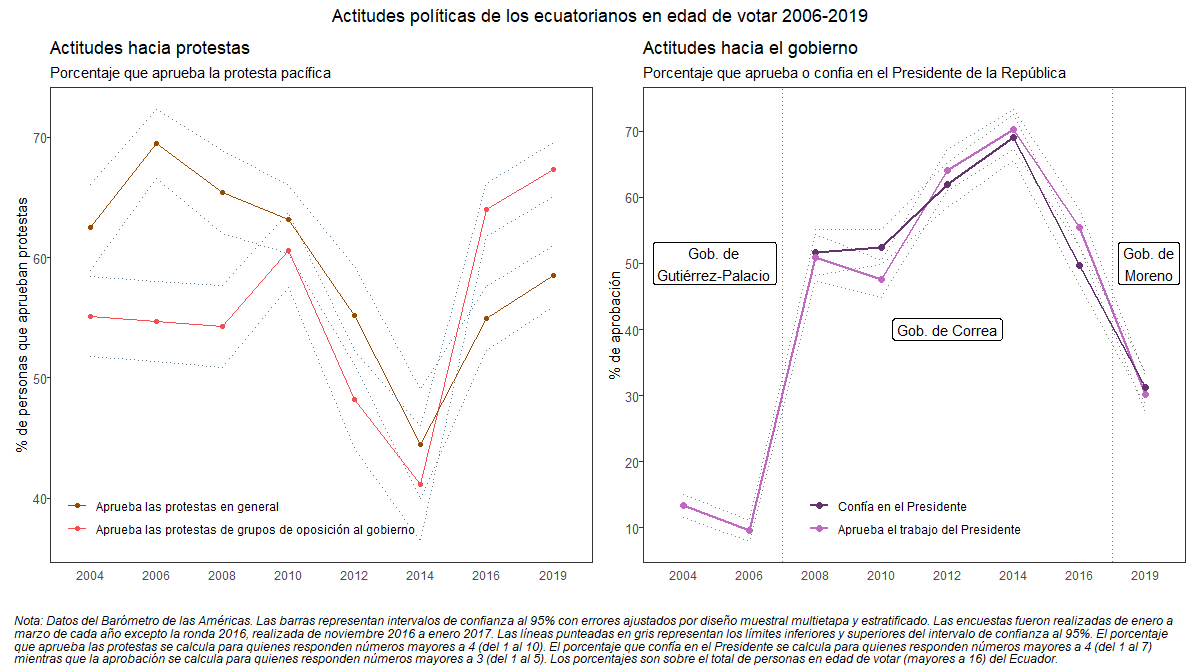 Actitudes políticas de los ecuatorianos en edad de votar 2006-2019
Actitudes hacia protestas
Porcentaje que aprueba la protesta pacífica
% de personas que aprueban protestas
70
60
50
40
Aprueba las protestas en general
Aprueba las protestas de grupos de oposición al gobierno
2004 2006 2008 2010 2012 2014 2016 2019
Actitudes hacia el gobierno
Porcentaje que aprueba o confia en el Presidente de la República
% de aprobación
70
60
50
40
30
20
10
Gob. de
Gutiérrez-Palacio
Gob. de Correa
Gob. de
Moreno
Confía en el Presidente
Aprueba el trabajo del Presidente
2004 2006 2008 2010 2012 2014 2016 2019
Nota: Datos del Barómetro de las Américas. Las barras representan intervalos de confianza al 95% con errores ajustados por diseño muestral multietapa y estratificado. Las encuestas fueron realizadas de enero a
marzo de cada año excepto la ronda 2016, realizada de noviembre 2016 a enero 2017. Las líneas punteadas en gris representan los límites inferiores y superiores del intervalo de confianza al 95%. El porcentaje
que aprueba las protestas se calcula para quienes responden números mayores a 4 (del 1 al 10). El porcentaje que confía en el Presidente se calcula para quienes responden números mayores a 4 (del 1 al 7)
mientras que la aprobación se calcula para quienes responden números mayores a 3 (del 1 al 5). Los porcentajes son sobre el total de personas en edad de votar (mayores a 16) del Ecuador.